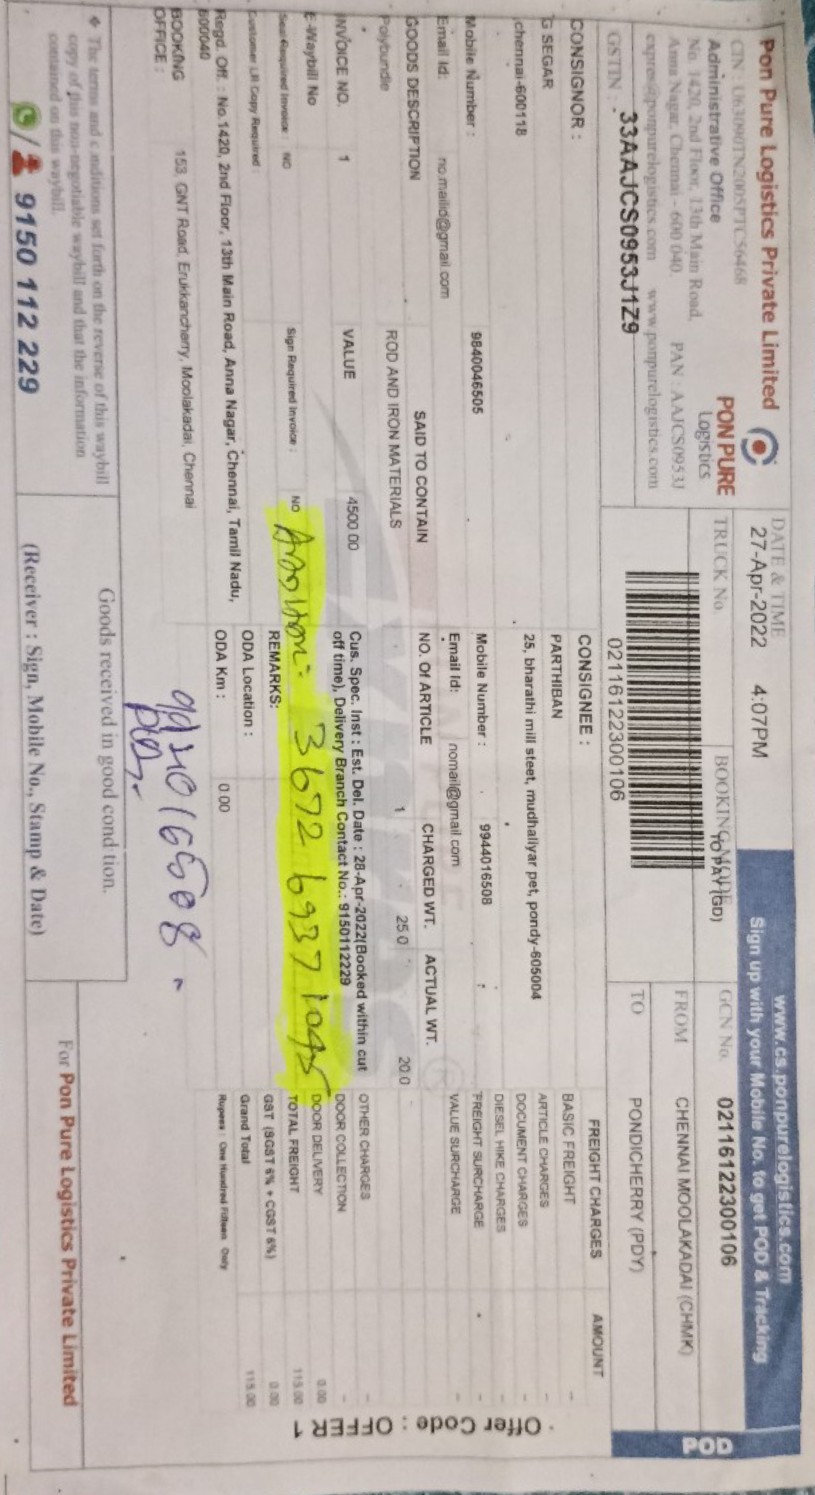 Pon Pure Logistics Private Limited
CIN: U63090TN2005PTC56468
Administrative Office
No. 1420, 2nd Floor, 13th Main Road,
Anna Nagar, Chennai - 600 040. PAN : AAJCS0953J
expres@ponpurelogistics.com www.ponpurelogistics.com
GSTIN : 33AAJCS0953J1Z9
PON PURE
Logistics
DATE & TIME
27-Apr-2022 4:07PM
TRUCK No.
BOOKING MODE
TO PAY(GD)
02116122300106
www.cs.ponpurelogistics.com
Sign up with your Mobile No. to get POD & Tracking
GCN No. 02116122300106
FROM CHENNAI MOOLAKADAI (CHMK)
TO PONDICHERRY (PDY)
POD
CONSIGNOR :
G SEGAR
chennai-600118
Mobile Number : 9840046505
Email Id: no.mailid@gmail.com
CONSIGNEE :
PARTHIBAN
25, bharathi mill steet, mudhaliyar pet, pondy-605004
Mobile Number : 9944016508
Email Id: nomail@gmail.com
GOODS DESCRIPTION SAID TO CONTAIN NO. Of ARTICLE CHARGED WT. ACTUAL WT.
Polybundle ROD AND IRON MATERIALS 1 25.0 20.0
INVOICE NO. 1 VALUE 4500.00
E-Waybill No
Seal Required Invoice : NO Sign Required Invoice : NO
Customer LR Copy Required :
Cus. Spec. Inst : Est. Del. Date : 28-Apr-2022(Booked within cut
off time), Delivery Branch Contact No.: 9150112229
3672 6937 1045
REMARKS:
ODA Location :
ODA Km : 0.00
FREIGHT CHARGES AMOUNT
BASIC FREIGHT -
ARTICLE CHARGES -
DOCUMENT CHARGES -
DIESEL HIKE CHARGES -
FREIGHT SURCHARGE -
VALUE SURCHARGE -
OTHER CHARGES -
DOOR COLLECTION -
DOOR DELIVERY 0.00
TOTAL FREIGHT 115.00
GST (SGST 6% + CGST 6%) 0.00
Grand Total 115.00
Rupees : One Hundred Fifteen Only
Offer Code : OFFER 1
Regd. Off. : No.1420, 2nd Floor, 13th Main Road, Anna Nagar, Chennai, Tamil Nadu,
600040
BOOKING 153, GNT Road, Erukkancherry, Moolakadai, Chennai
OFFICE :
The terms and conditions set forth on the reverse of this waybill
copy of this non-negotiable waybill and that the information
contained on this waybill.
/ 9150 112 229
Goods received in good condition.
(Receiver : Sign, Mobile No., Stamp & Date)
For Pon Pure Logistics Private Limited